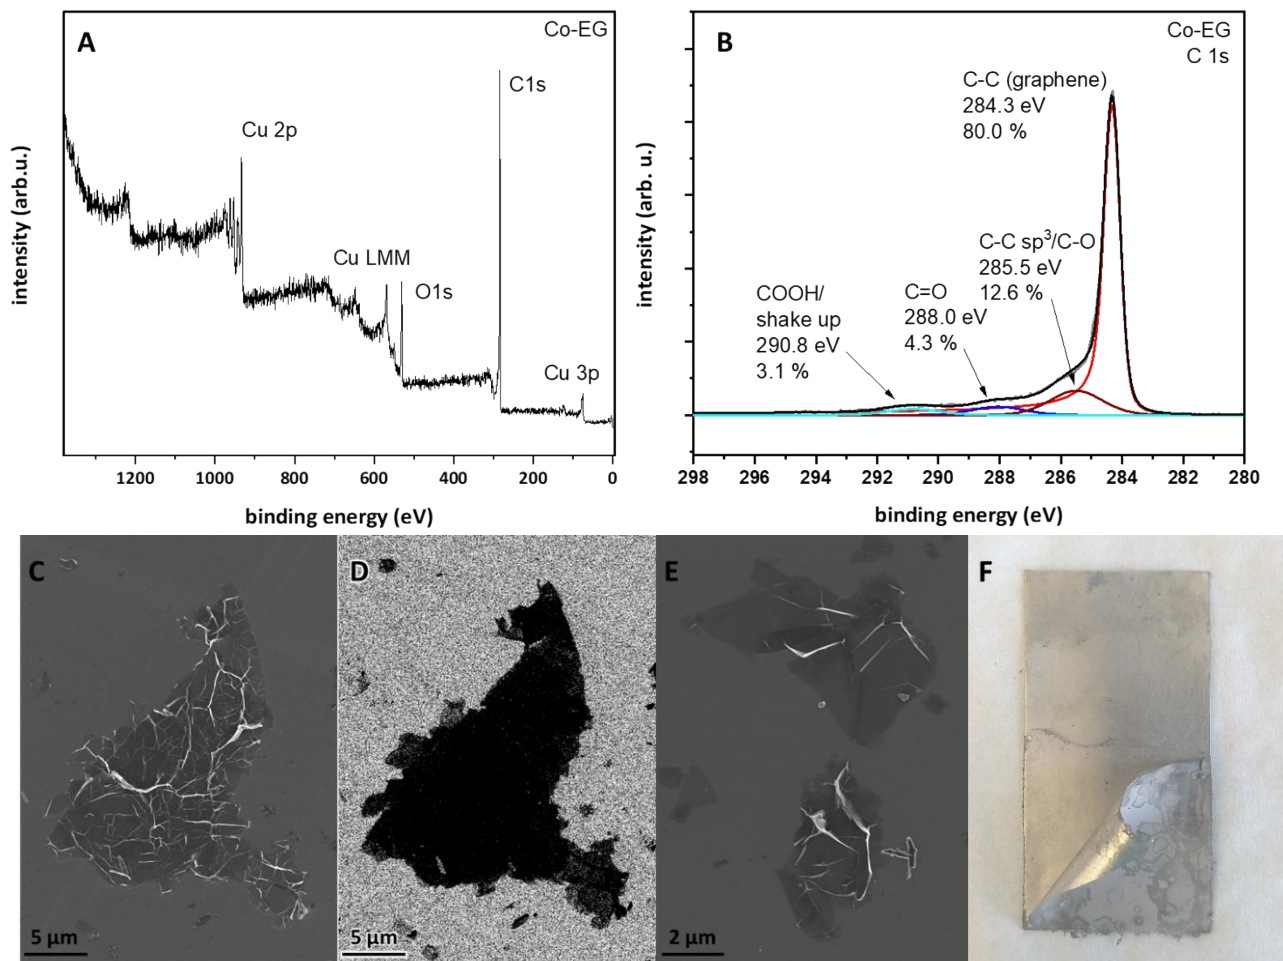 A
Co-EG
C1s
Cu 2p
Cu LMM
O1s
Cu 3p
intensity (arb.u.)
1200 1000 800 600 400 200 0
binding energy (eV)
B
Co-EG
C 1s
C-C (graphene)
284.3 eV
80.0 %
C-C sp³/C-O
285.5 eV
12.6 %
C=O
288.0 eV
4.3 %
COOH/
shake up
290.8 eV
3.1 %
intensity (arb. u.)
298 296 294 292 290 288 286 284 282 280
binding energy (eV)
C
5 µm
D
5 µm
E
2 µm
F